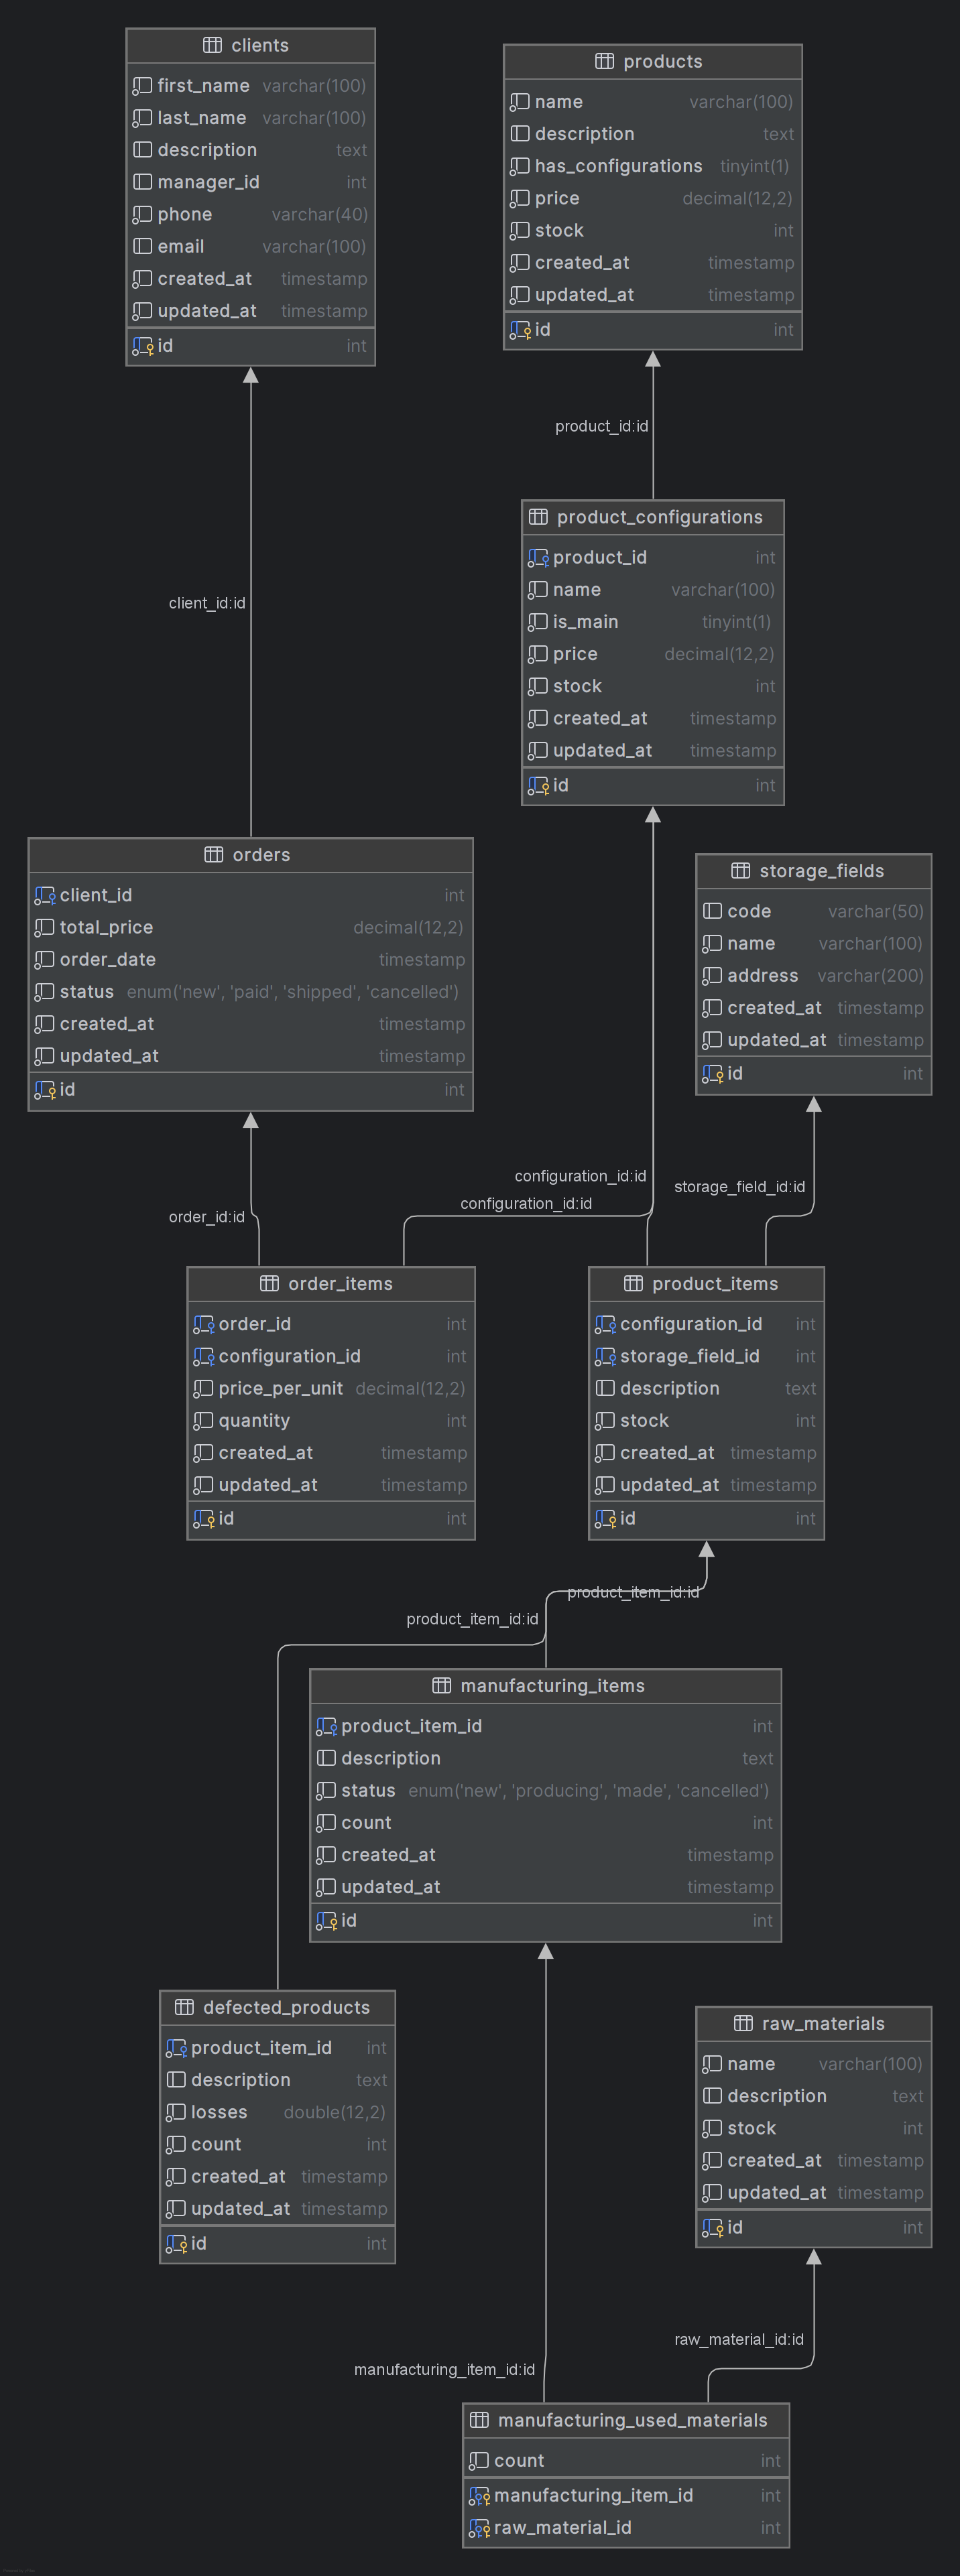 clients
first_name varchar(100)
last_name varchar(100)
description text
manager_id int
phone varchar(40)
email varchar(100)
created_at timestamp
updated_at timestamp
id int
products
name varchar(100)
description text
has_configurations tinyint(1)
price decimal(12,2)
stock int
created_at timestamp
updated_at timestamp
id int
product_id:id
product_configurations
product_id int
name varchar(100)
is_main tinyint(1)
price decimal(12,2)
stock int
created_at timestamp
updated_at timestamp
id int
client_id:id
orders
client_id int
total_price decimal(12,2)
order_date timestamp
status enum('new', 'paid', 'shipped', 'cancelled')
created_at timestamp
updated_at timestamp
id int
storage_fields
code varchar(50)
name varchar(100)
address varchar(200)
created_at timestamp
updated_at timestamp
id int
configuration_id:id
storage_field_id:id
configuration_id:id
order_id:id
order_items
order_id int
configuration_id int
price_per_unit decimal(12,2)
quantity int
created_at timestamp
updated_at timestamp
id int
product_items
configuration_id int
storage_field_id int
description text
stock int
created_at timestamp
updated_at timestamp
id int
product_item_id:id
product_item_id:id
manufacturing_items
product_item_id int
description text
status enum('new', 'producing', 'made', 'cancelled')
count int
created_at timestamp
updated_at timestamp
id int
defected_products
product_item_id int
description text
losses double(12,2)
count int
created_at timestamp
updated_at timestamp
id int
raw_materials
name varchar(100)
description text
stock int
created_at timestamp
updated_at timestamp
id int
raw_material_id:id
manufacturing_item_id:id
manufacturing_used_materials
count int
manufacturing_item_id int
raw_material_id int